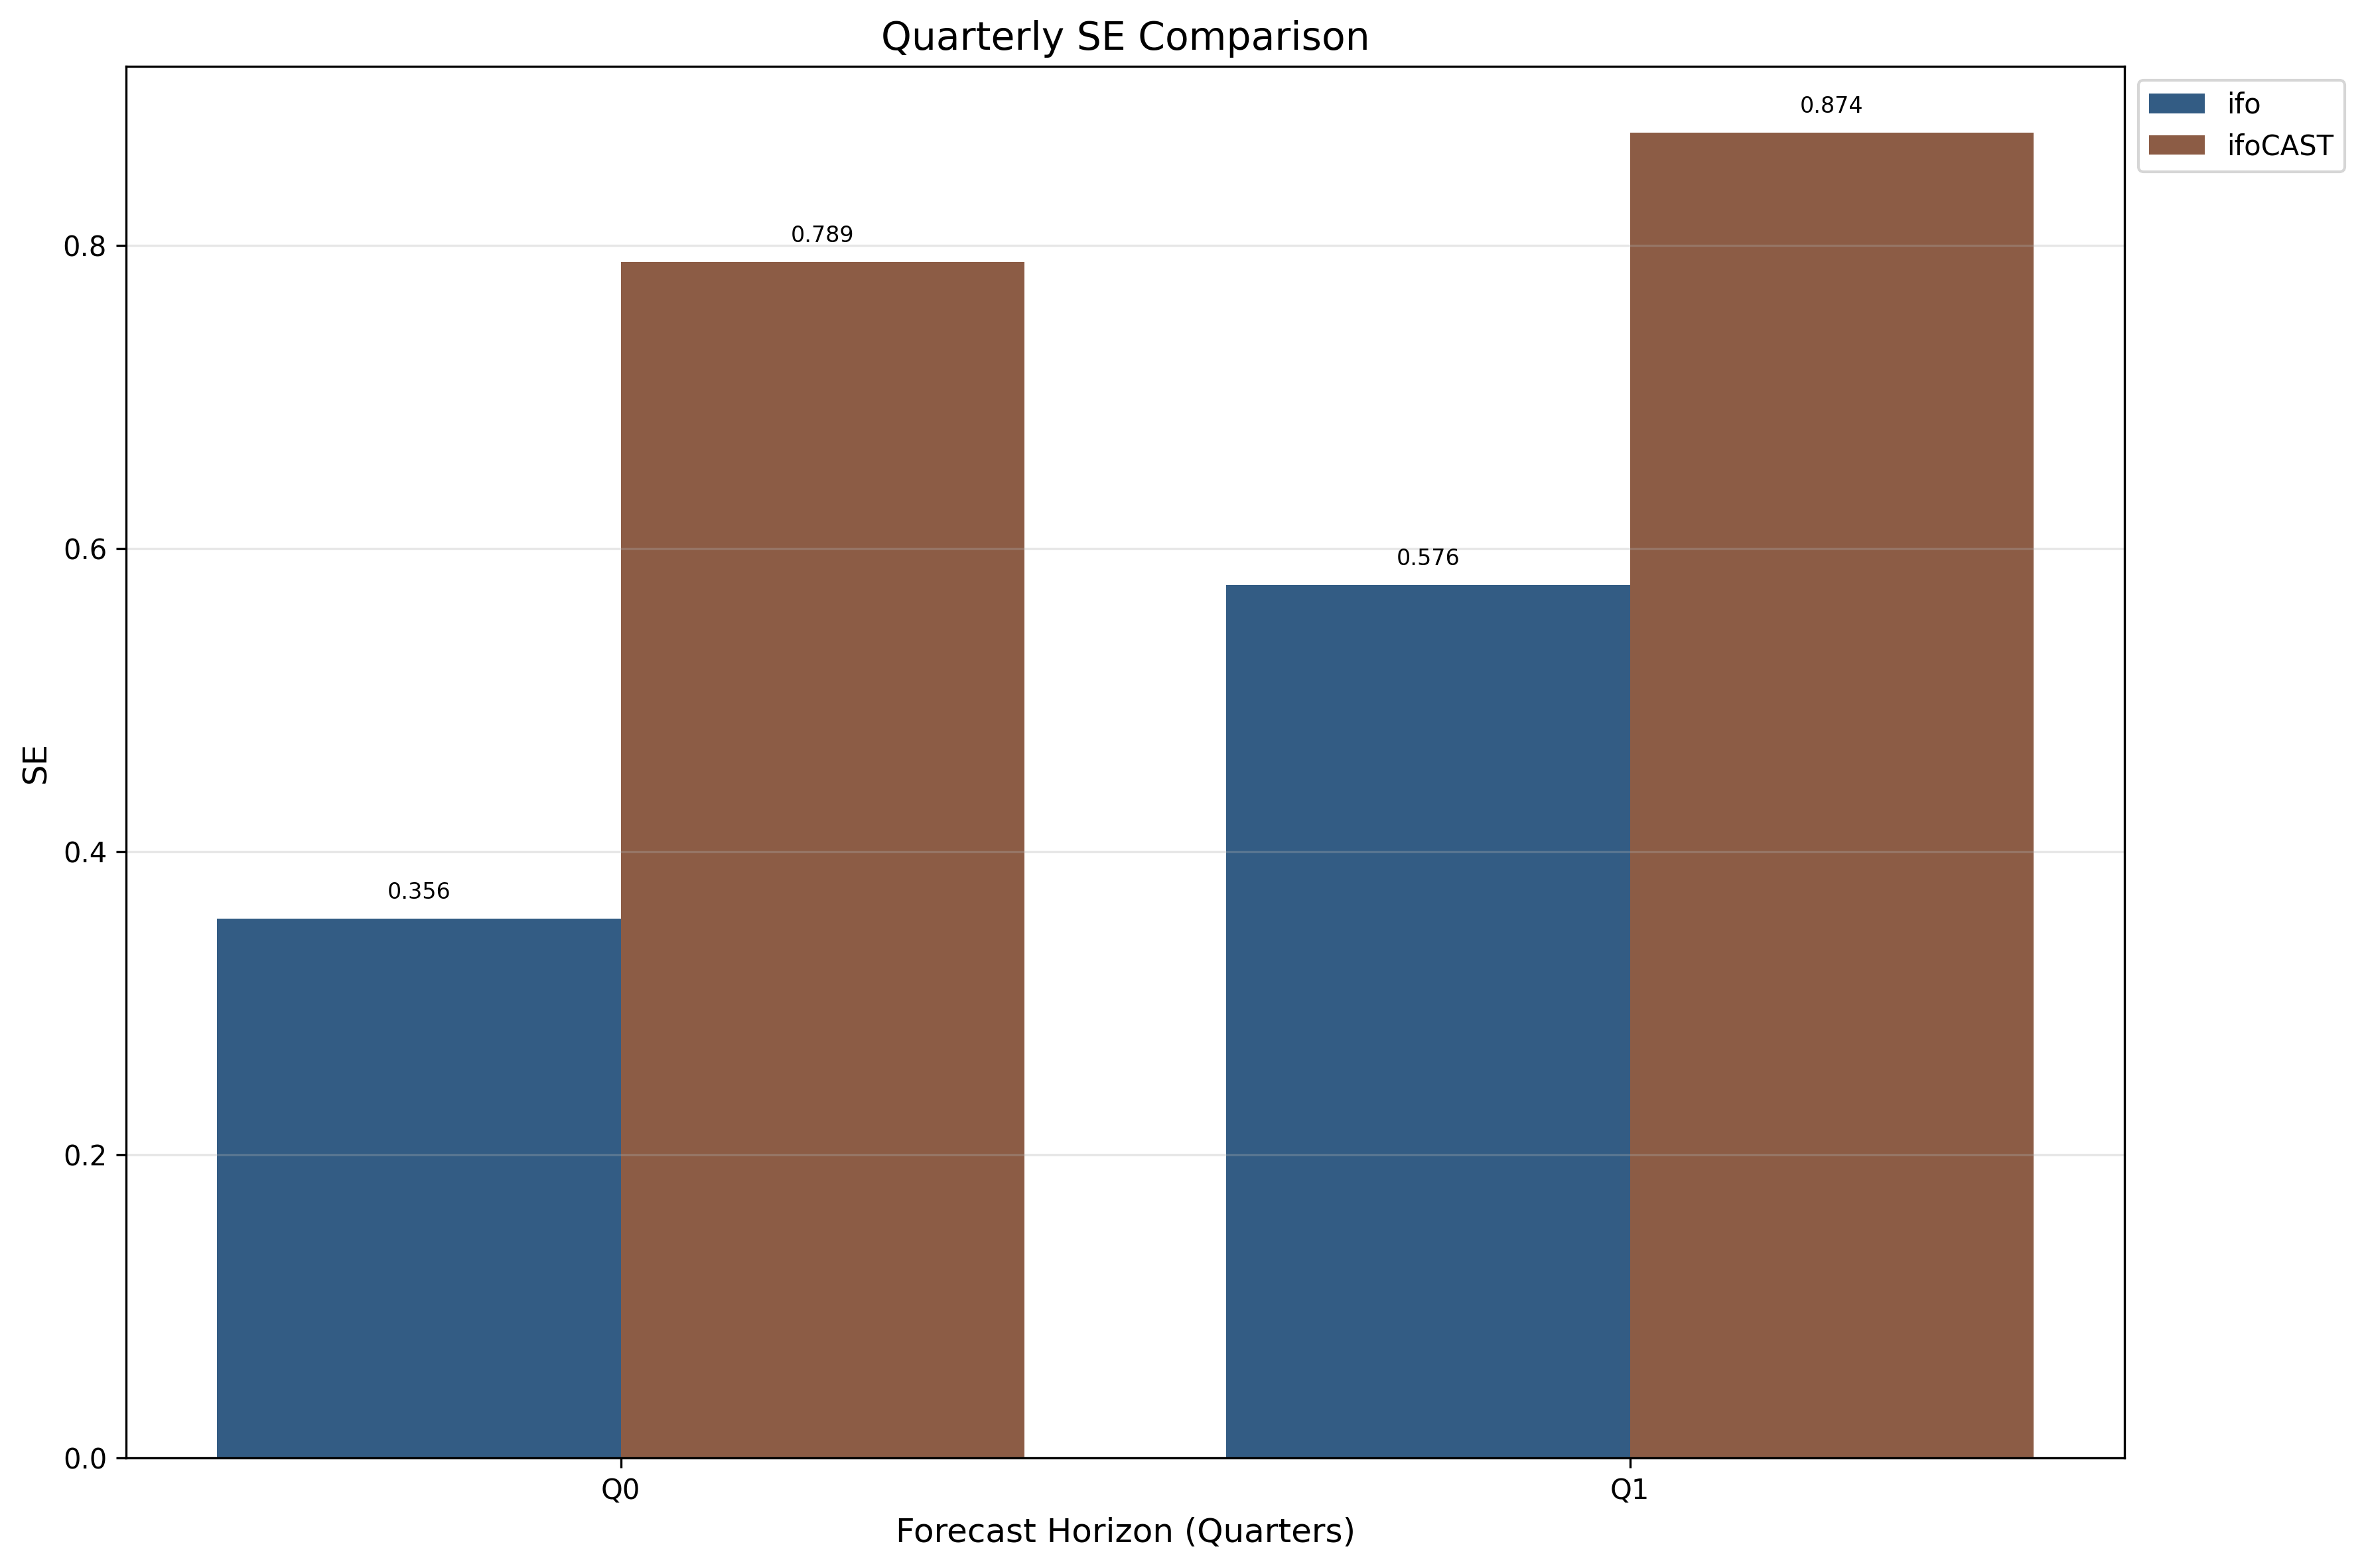 Quarterly SE Comparison
ifo
ifoCAST
0.874
0.789
0.576
0.356
0.8
0.6
0.4
0.2
0.0
SE
Q0
Q1
Forecast Horizon (Quarters)